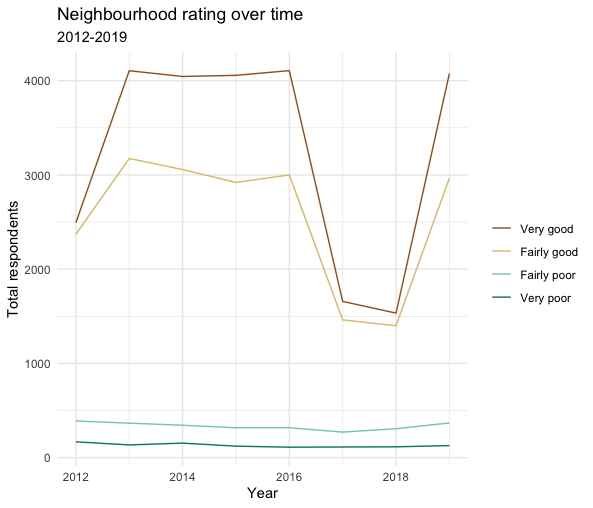 Neighbourhood rating over time
2012-2019
Total respondents
4000
3000
2000
1000
0
2012
2014
2016
2018
Year
Very good
Fairly good
Fairly poor
Very poor